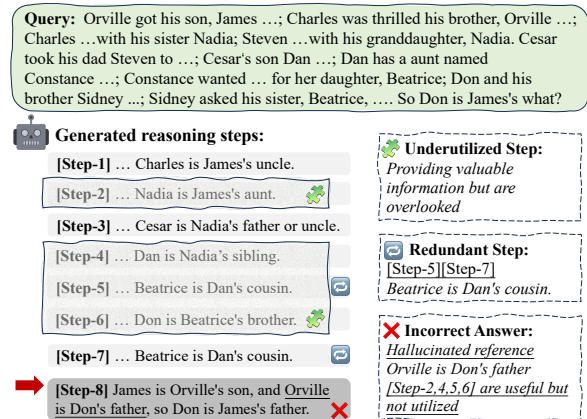 Query: Orville got his son, James …; Charles was thrilled his brother, Orville …;
Charles …with his sister Nadia; Steven …with his granddaughter, Nadia. Cesar
took his dad Steven to …; Cesar's son Dan …; Dan has a aunt named
Constance …; Constance wanted … for her daughter, Beatrice; Don and his
brother Sidney ...; Sidney asked his sister, Beatrice, …. So Don is James's what?
Generated reasoning steps:
[Step-1] … Charles is James's uncle.
[Step-2] … Nadia is James's aunt.
[Step-3] … Cesar is Nadia's father or uncle.
[Step-4] … Dan is Nadia's sibling.
[Step-5] … Beatrice is Dan's cousin.
[Step-6] … Don is Beatrice's brother.
[Step-7] … Beatrice is Dan's cousin.
[Step-8] James is Orville's son, and Orville
is Don's father, so Don is James's father.
Underutilized Step:
Providing valuable
information but are
overlooked
Redundant Step:
[Step-5][Step-7]
Beatrice is Dan's cousin.
Incorrect Answer:
Hallucinated reference
Orville is Don's father
[Step-2,4,5,6] are useful but
not utilized